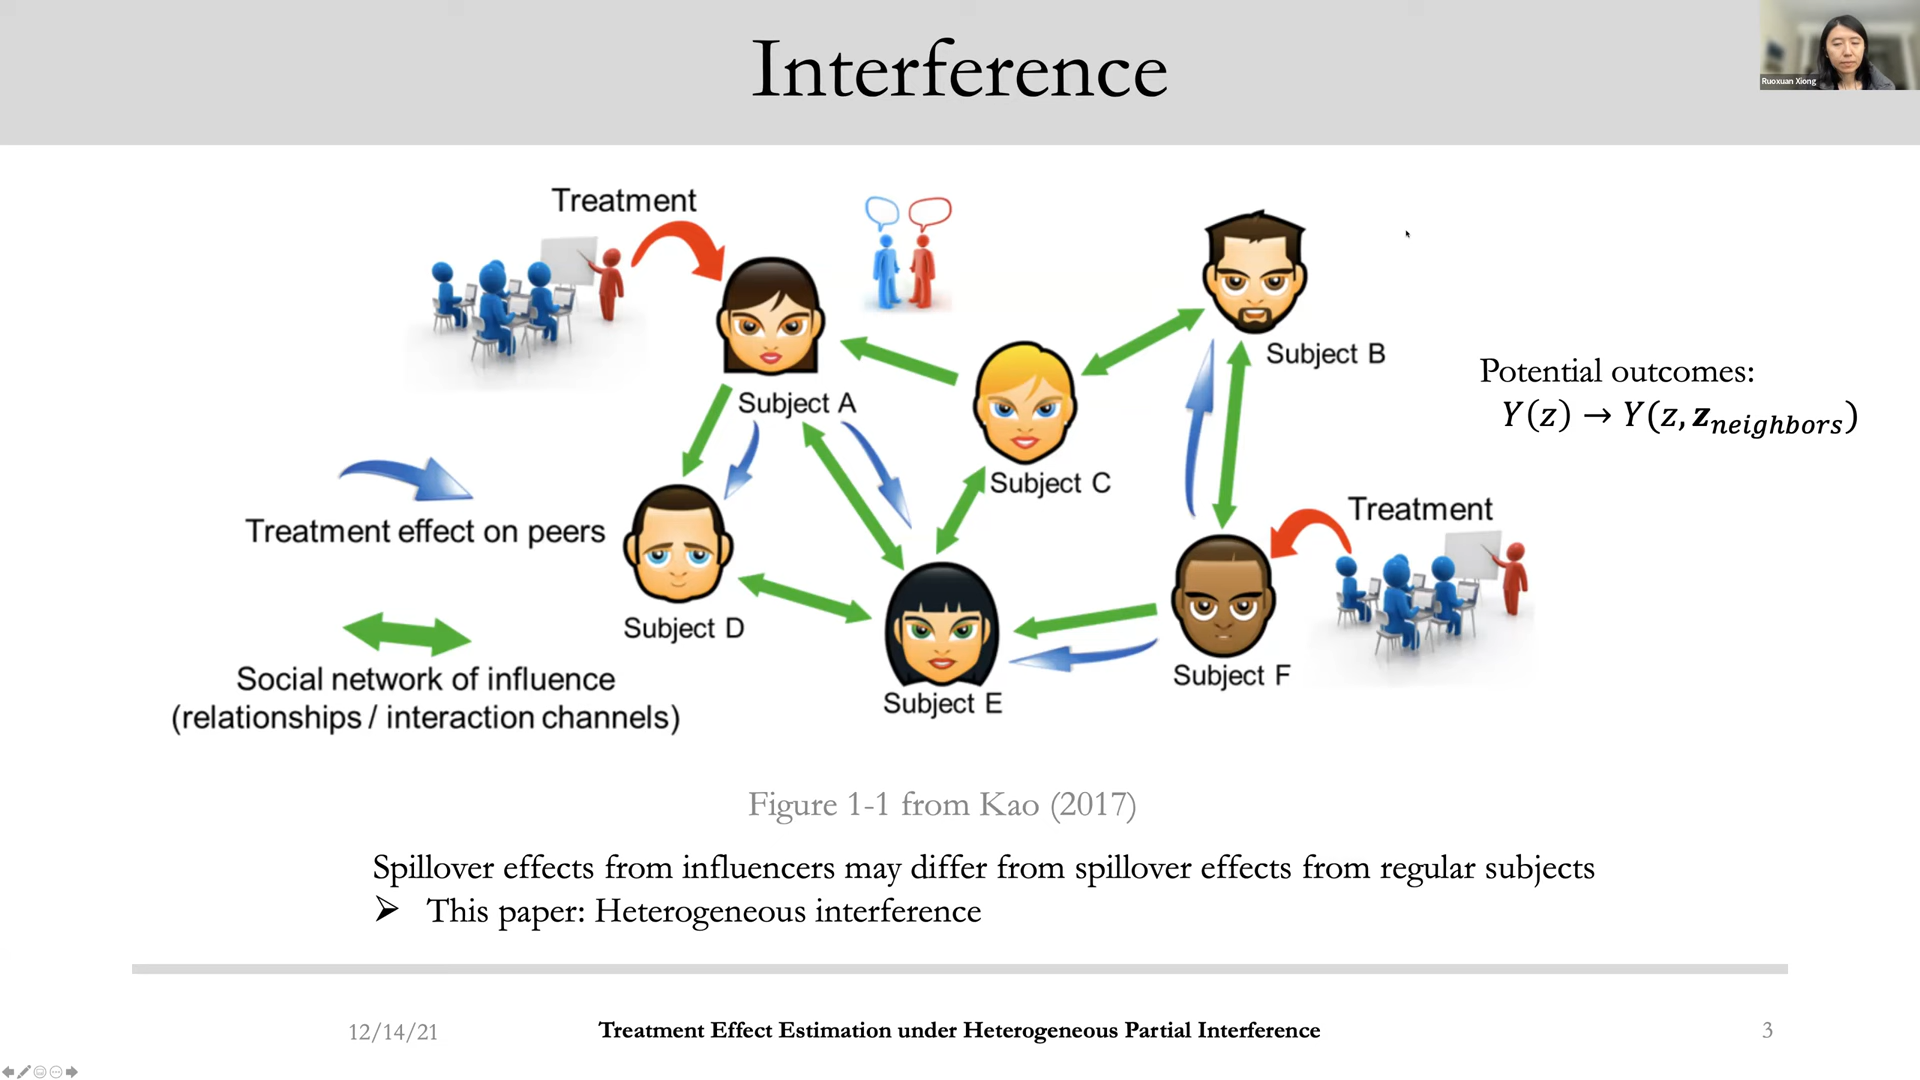 Interference
Ruoxuan Xiong
Treatment
Subject A
Subject B
Subject C
Potential outcomes:
Y(z) → Y(z, z_neighbors)
Treatment effect on peers
Treatment
Subject D
Subject E
Subject F
Social network of influence
(relationships / interaction channels)
Figure 1-1 from Kao (2017)
Spillover effects from influencers may differ from spillover effects from regular subjects
➢ This paper: Heterogeneous interference
12/14/21
Treatment Effect Estimation under Heterogeneous Partial Interference
3